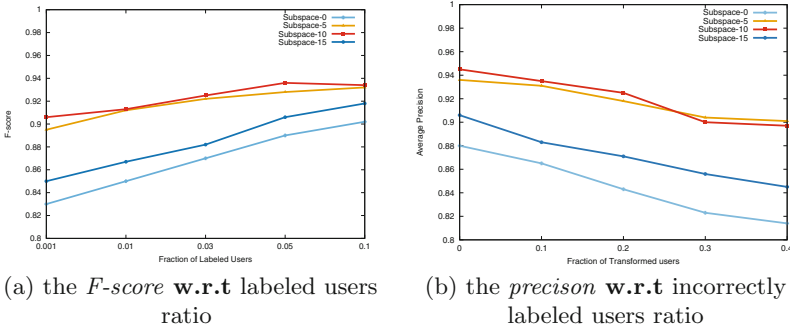 1
0.98
0.96
0.94
0.92
0.9
0.88
0.86
0.84
0.82
0.8
F-score
0.001
0.01
0.03
0.05
0.1
Fraction of Labeled Users
Subspace-0
Subspace-5
Subspace-10
Subspace-15
(a) the F-score w.r.t labeled users
ratio
1
0.98
0.96
0.94
0.92
0.9
0.88
0.86
0.84
0.82
0.8
Average Precision
0
0.1
0.2
0.3
0.4
Fraction of Transformed users
Subspace-0
Subspace-5
Subspace-10
Subspace-15
(b) the precison w.r.t incorrectly
labeled users ratio